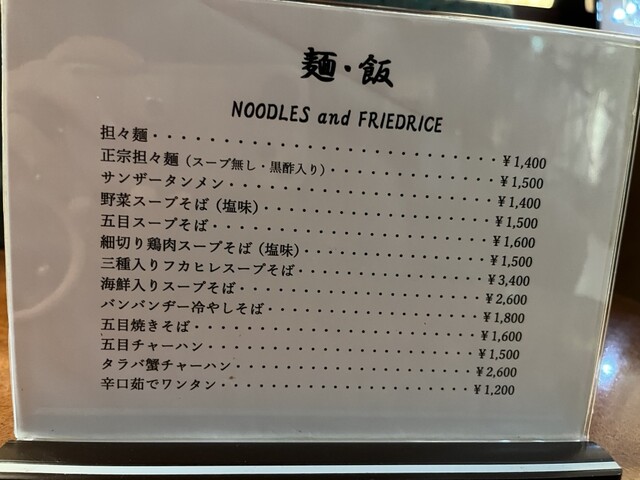 麺・飯
NOODLES and FRIEDRICE
担々麺・・・・・・・・・・・・・・・・・・・・・・・・・・￥1,400
正宗担々麺（スープ無し・黒酢入り）・・・・・・・・・・・￥1,500
サンザータンメン・・・・・・・・・・・・・・・・・・・・￥1,400
野菜スープそば（塩味）・・・・・・・・・・・・・・・・・￥1,500
五目スープそば・・・・・・・・・・・・・・・・・・・・・￥1,600
細切り鶏肉スープそば（塩味）・・・・・・・・・・・・・・￥1,500
三種入りフカヒレスープそば・・・・・・・・・・・・・・・￥3,400
海鮮入りスープそば・・・・・・・・・・・・・・・・・・・￥2,600
バンバンヂー冷やしそば・・・・・・・・・・・・・・・・・￥1,800
五目焼きそば・・・・・・・・・・・・・・・・・・・・・・￥1,600
五目チャーハン・・・・・・・・・・・・・・・・・・・・・￥1,500
タラバ蟹チャーハン・・・・・・・・・・・・・・・・・・・￥2,600
辛口茹でワンタン・・・・・・・・・・・・・・・・・・・・￥1,200